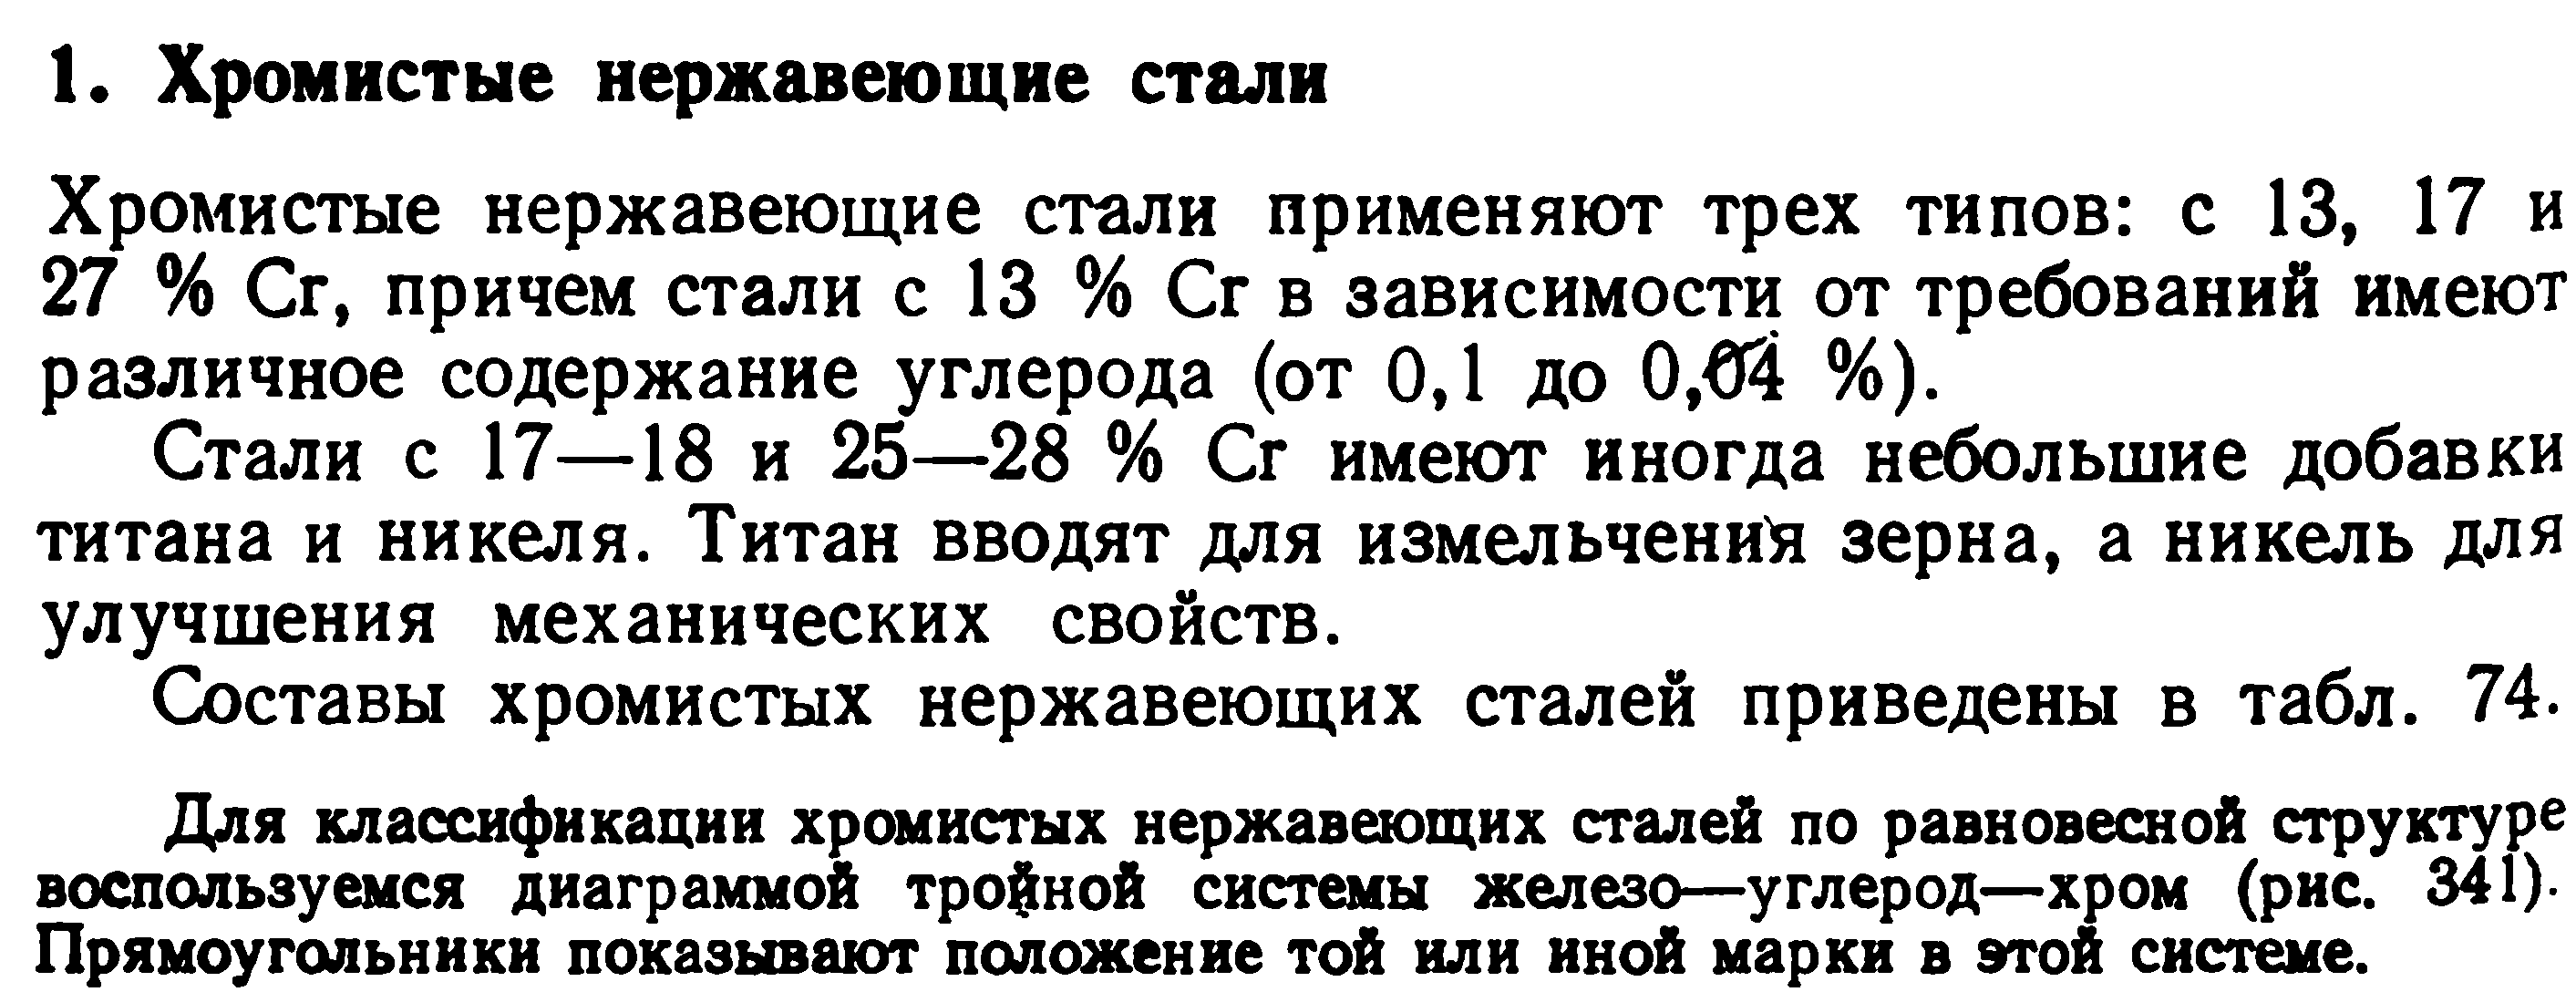 1. Хромистые нержавеющие стали
Хромистые нержавеющие стали применяют трех типов: с 13, 17 и
27 % Cr, причем стали с 13 % Cr в зависимости от требований имеют
различное содержание углерода (от 0,1 до 0,04 %).
Стали с 17—18 и 25—28 % Cr имеют иногда небольшие добавки
титана и никеля. Титан вводят для измельчения зерна, а никель для
улучшения механических свойств.
Составы хромистых нержавеющих сталей приведены в табл. 74.
Для классификации хромистых нержавеющих сталей по равновесной структуре
воспользуемся диаграммой тройной системы железо—углерод—хром (рис. 341).
Прямоугольники показывают положение той или иной марки в этой системе.